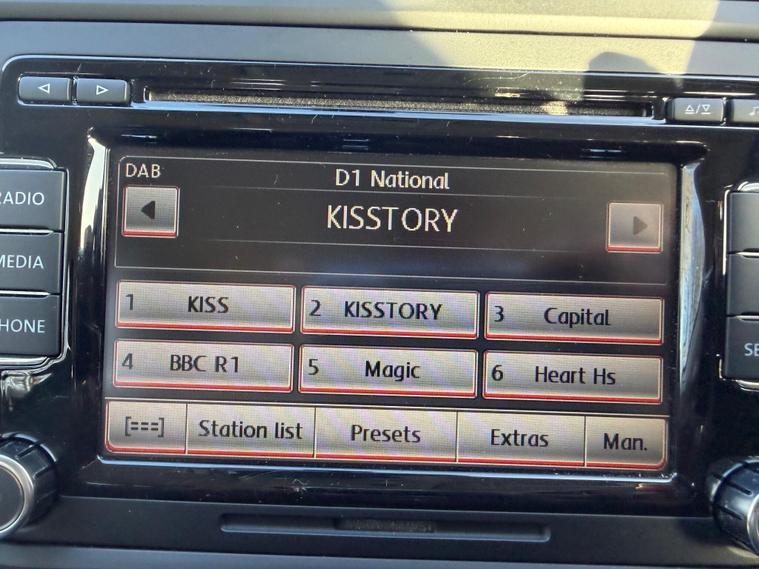 DAB
D1 National
KISSTORY
RADIO
MEDIA
PHONE
1 KISS
2 KISSTORY
3 Capital
4 BBC R1
5 Magic
6 Heart Hs
[===]
Station list
Presets
Extras
Man.
SE